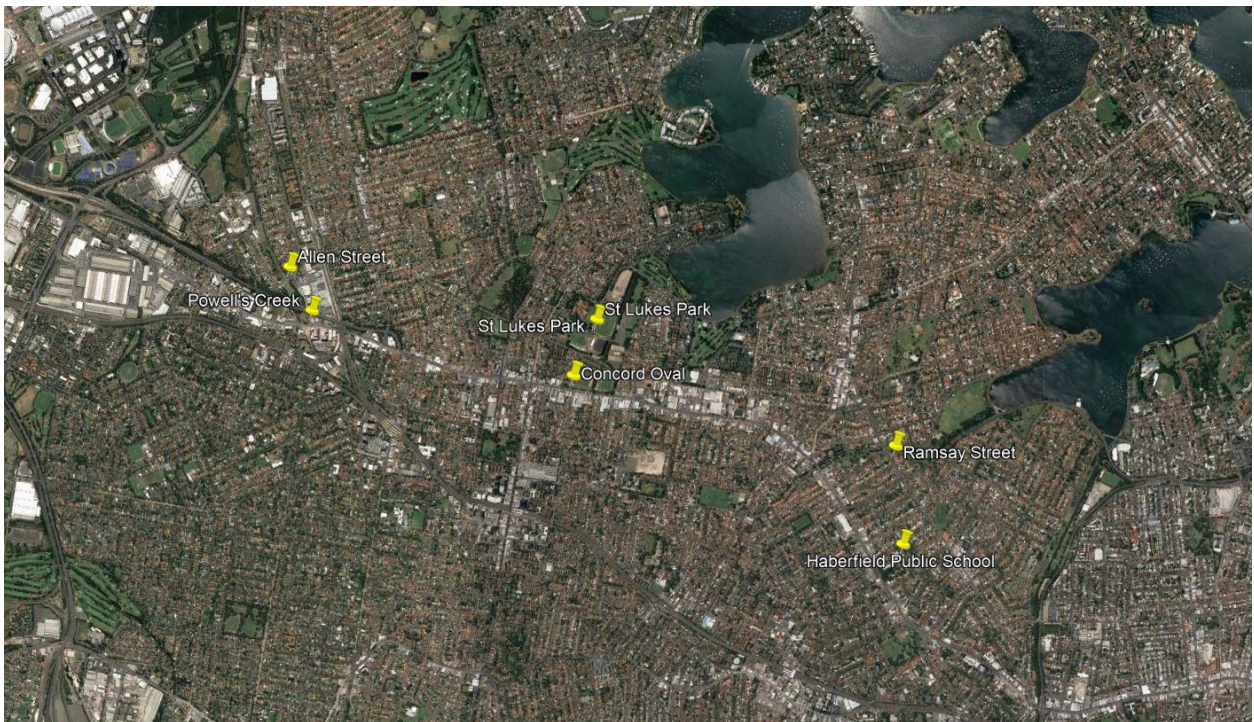 Allen Street
Powell's Creek
St Lukes Park
St Lukes Park
Concord Oval
Ramsay Street
Haberfield Public School